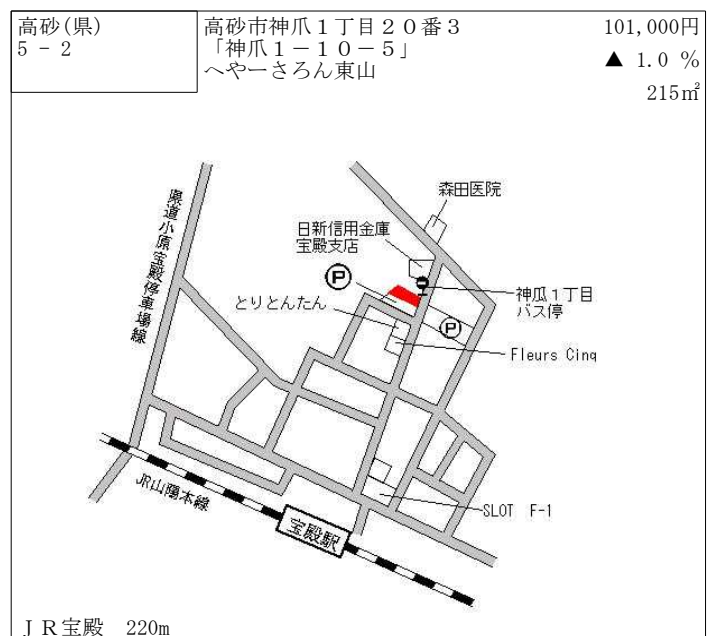 高砂(県)
5 - 2
高砂市神爪１丁目２０番３
「神爪１－１０－５」
へやーさろん東山
101,000円
▲ 1.0 %
215㎡
森田医院
県道小原宝殿停車場線
日新信用金庫
宝殿支店
P
とりとんたん
神爪１丁目
バス停
P
Fleurs Cinq
JR山陽本線
SLOT F-1
宝殿駅
ＪＲ宝殿 220m